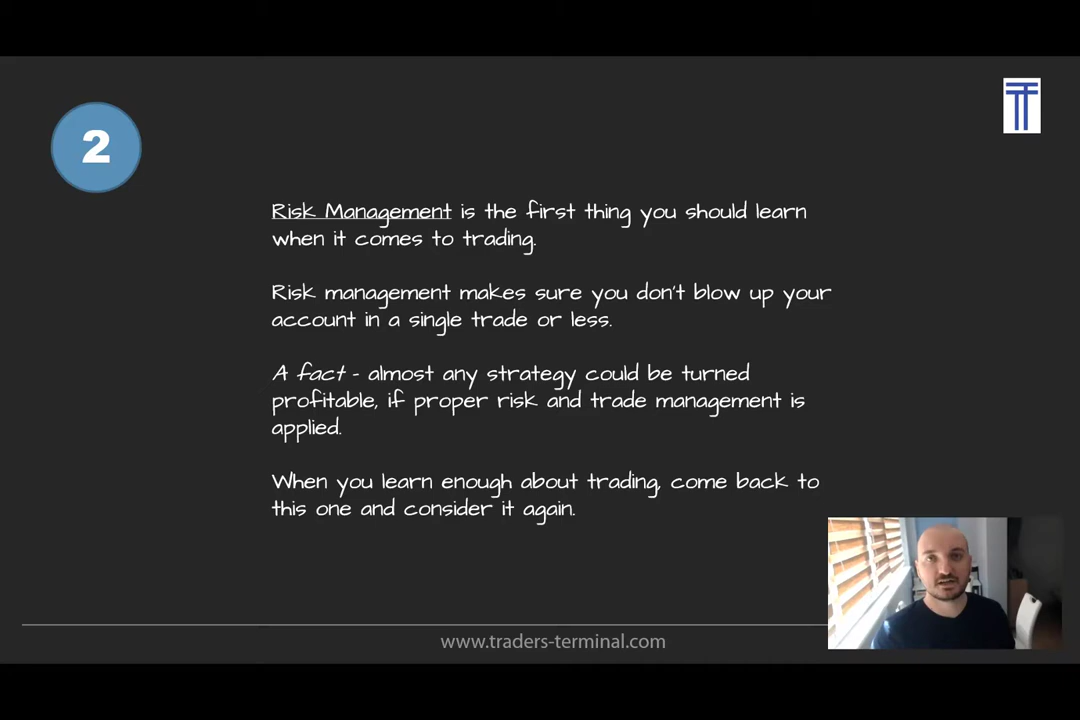 2
Risk Management is the first thing you should learn
when it comes to trading.
Risk management makes sure you don't blow up your
account in a single trade or less.
A fact - almost any strategy could be turned
profitable, if proper risk and trade management is
applied.
When you learn enough about trading, come back to
this one and consider it again.
www.traders-terminal.com